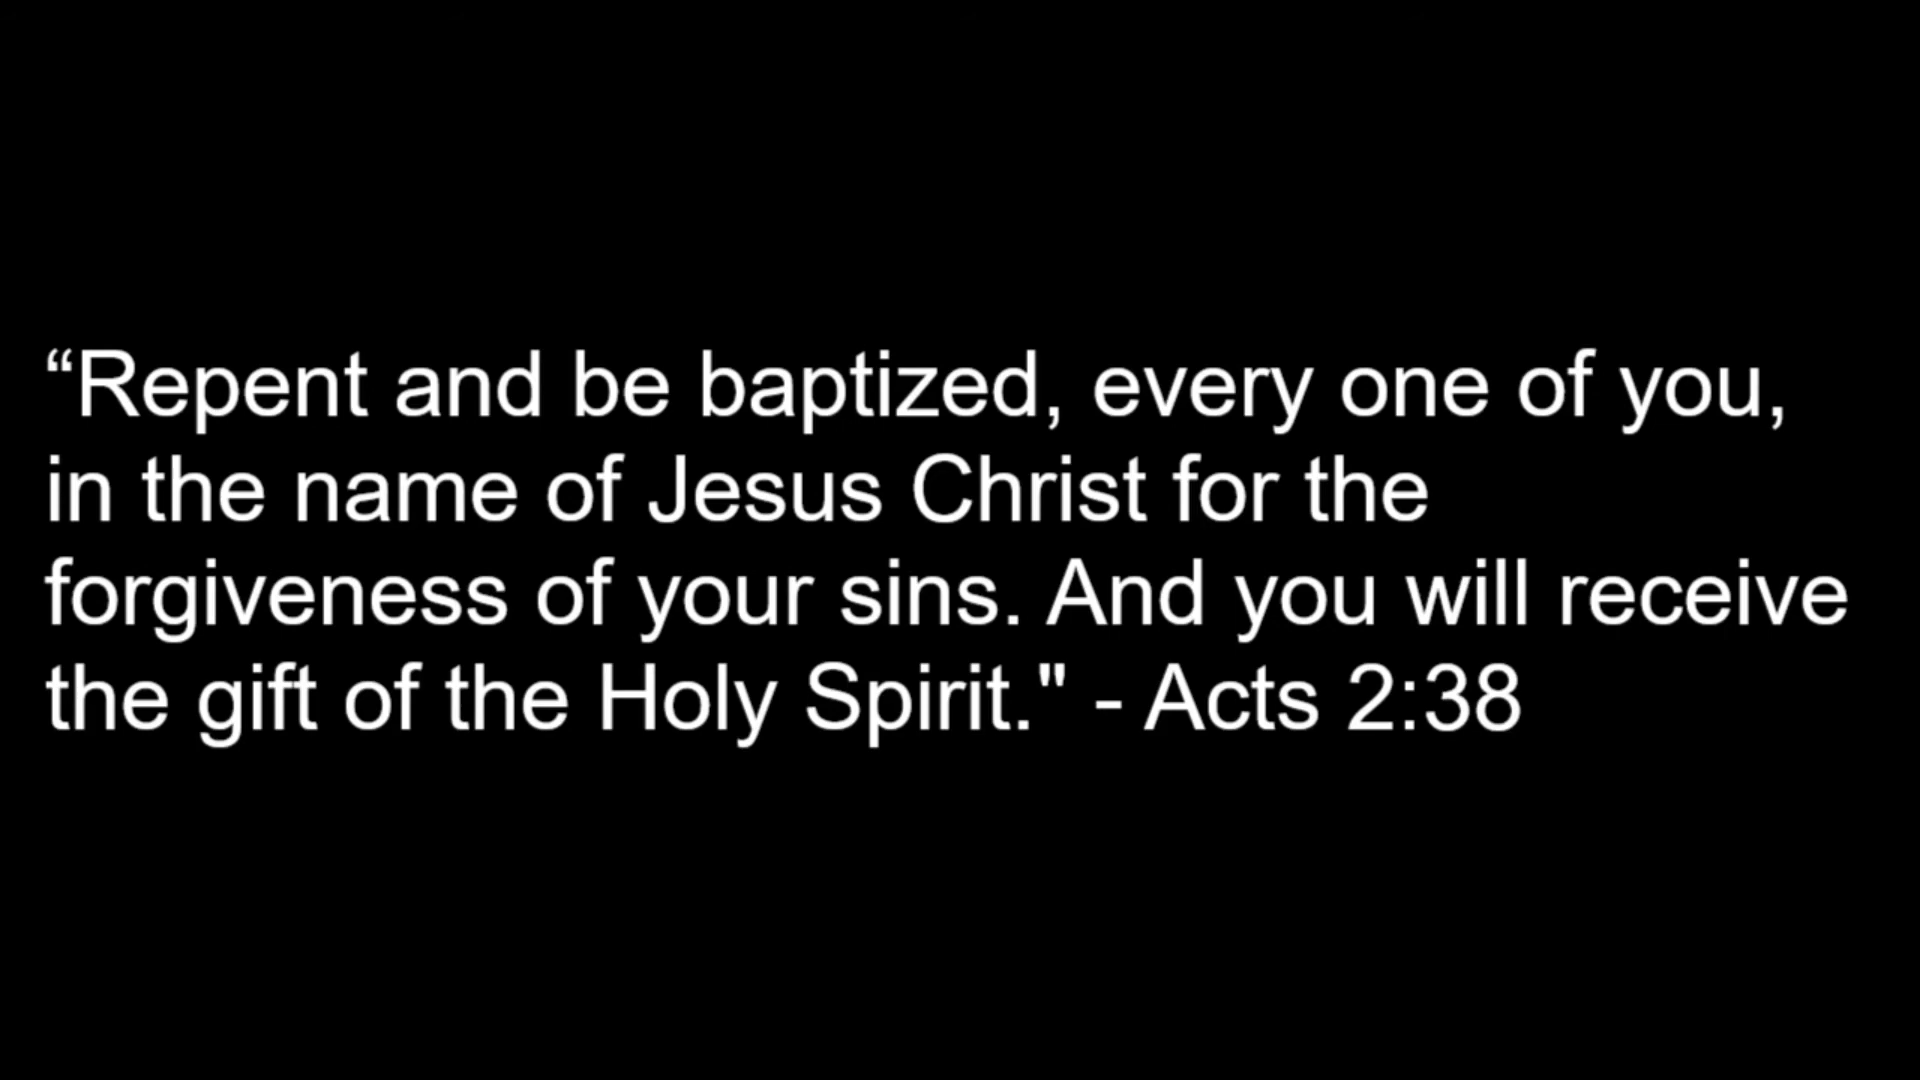 “Repent and be baptized, every one of you,
in the name of Jesus Christ for the
forgiveness of your sins. And you will receive
the gift of the Holy Spirit." - Acts 2:38